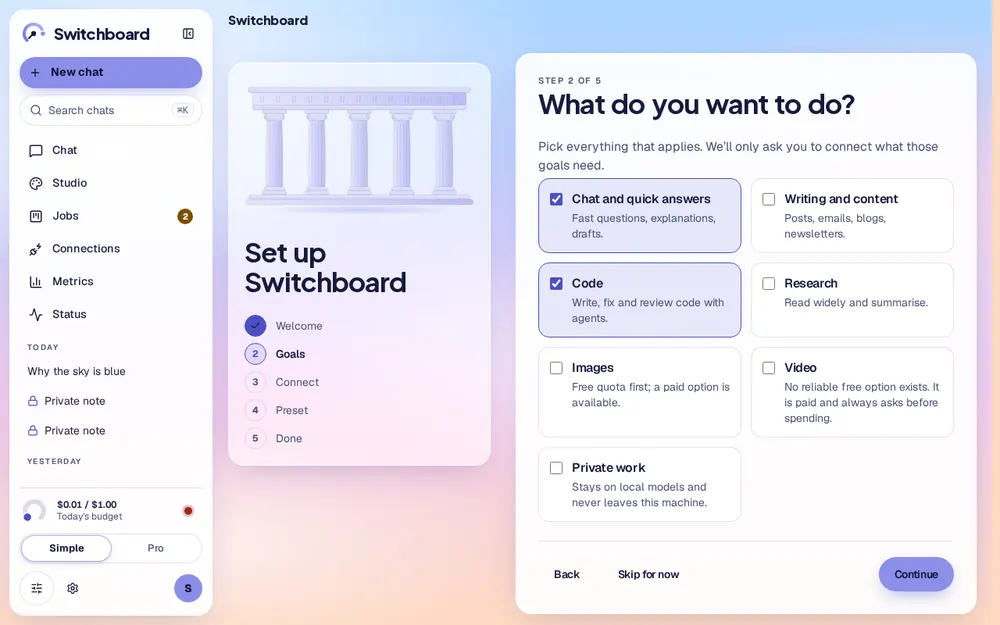 Switchboard
New chat
Search chats
⌘K
Chat
Studio
Jobs
2
Connections
Metrics
Status
TODAY
Why the sky is blue
Private note
Private note
YESTERDAY
$0.01 / $1.00
Today's budget
Simple
Pro
S
Switchboard
Set up
Switchboard
Welcome
2
Goals
3
Connect
4
Preset
5
Done
STEP 2 OF 5
What do you want to do?
Pick everything that applies. We'll only ask you to connect what those
goals need.
Chat and quick answers
Fast questions, explanations,
drafts.
Writing and content
Posts, emails, blogs,
newsletters.
Code
Write, fix and review code with
agents.
Research
Read widely and summarise.
Images
Free quota first; a paid option is
available.
Video
No reliable free option exists. It
is paid and always asks before
spending.
Private work
Stays on local models and
never leaves this machine.
Back
Skip for now
Continue